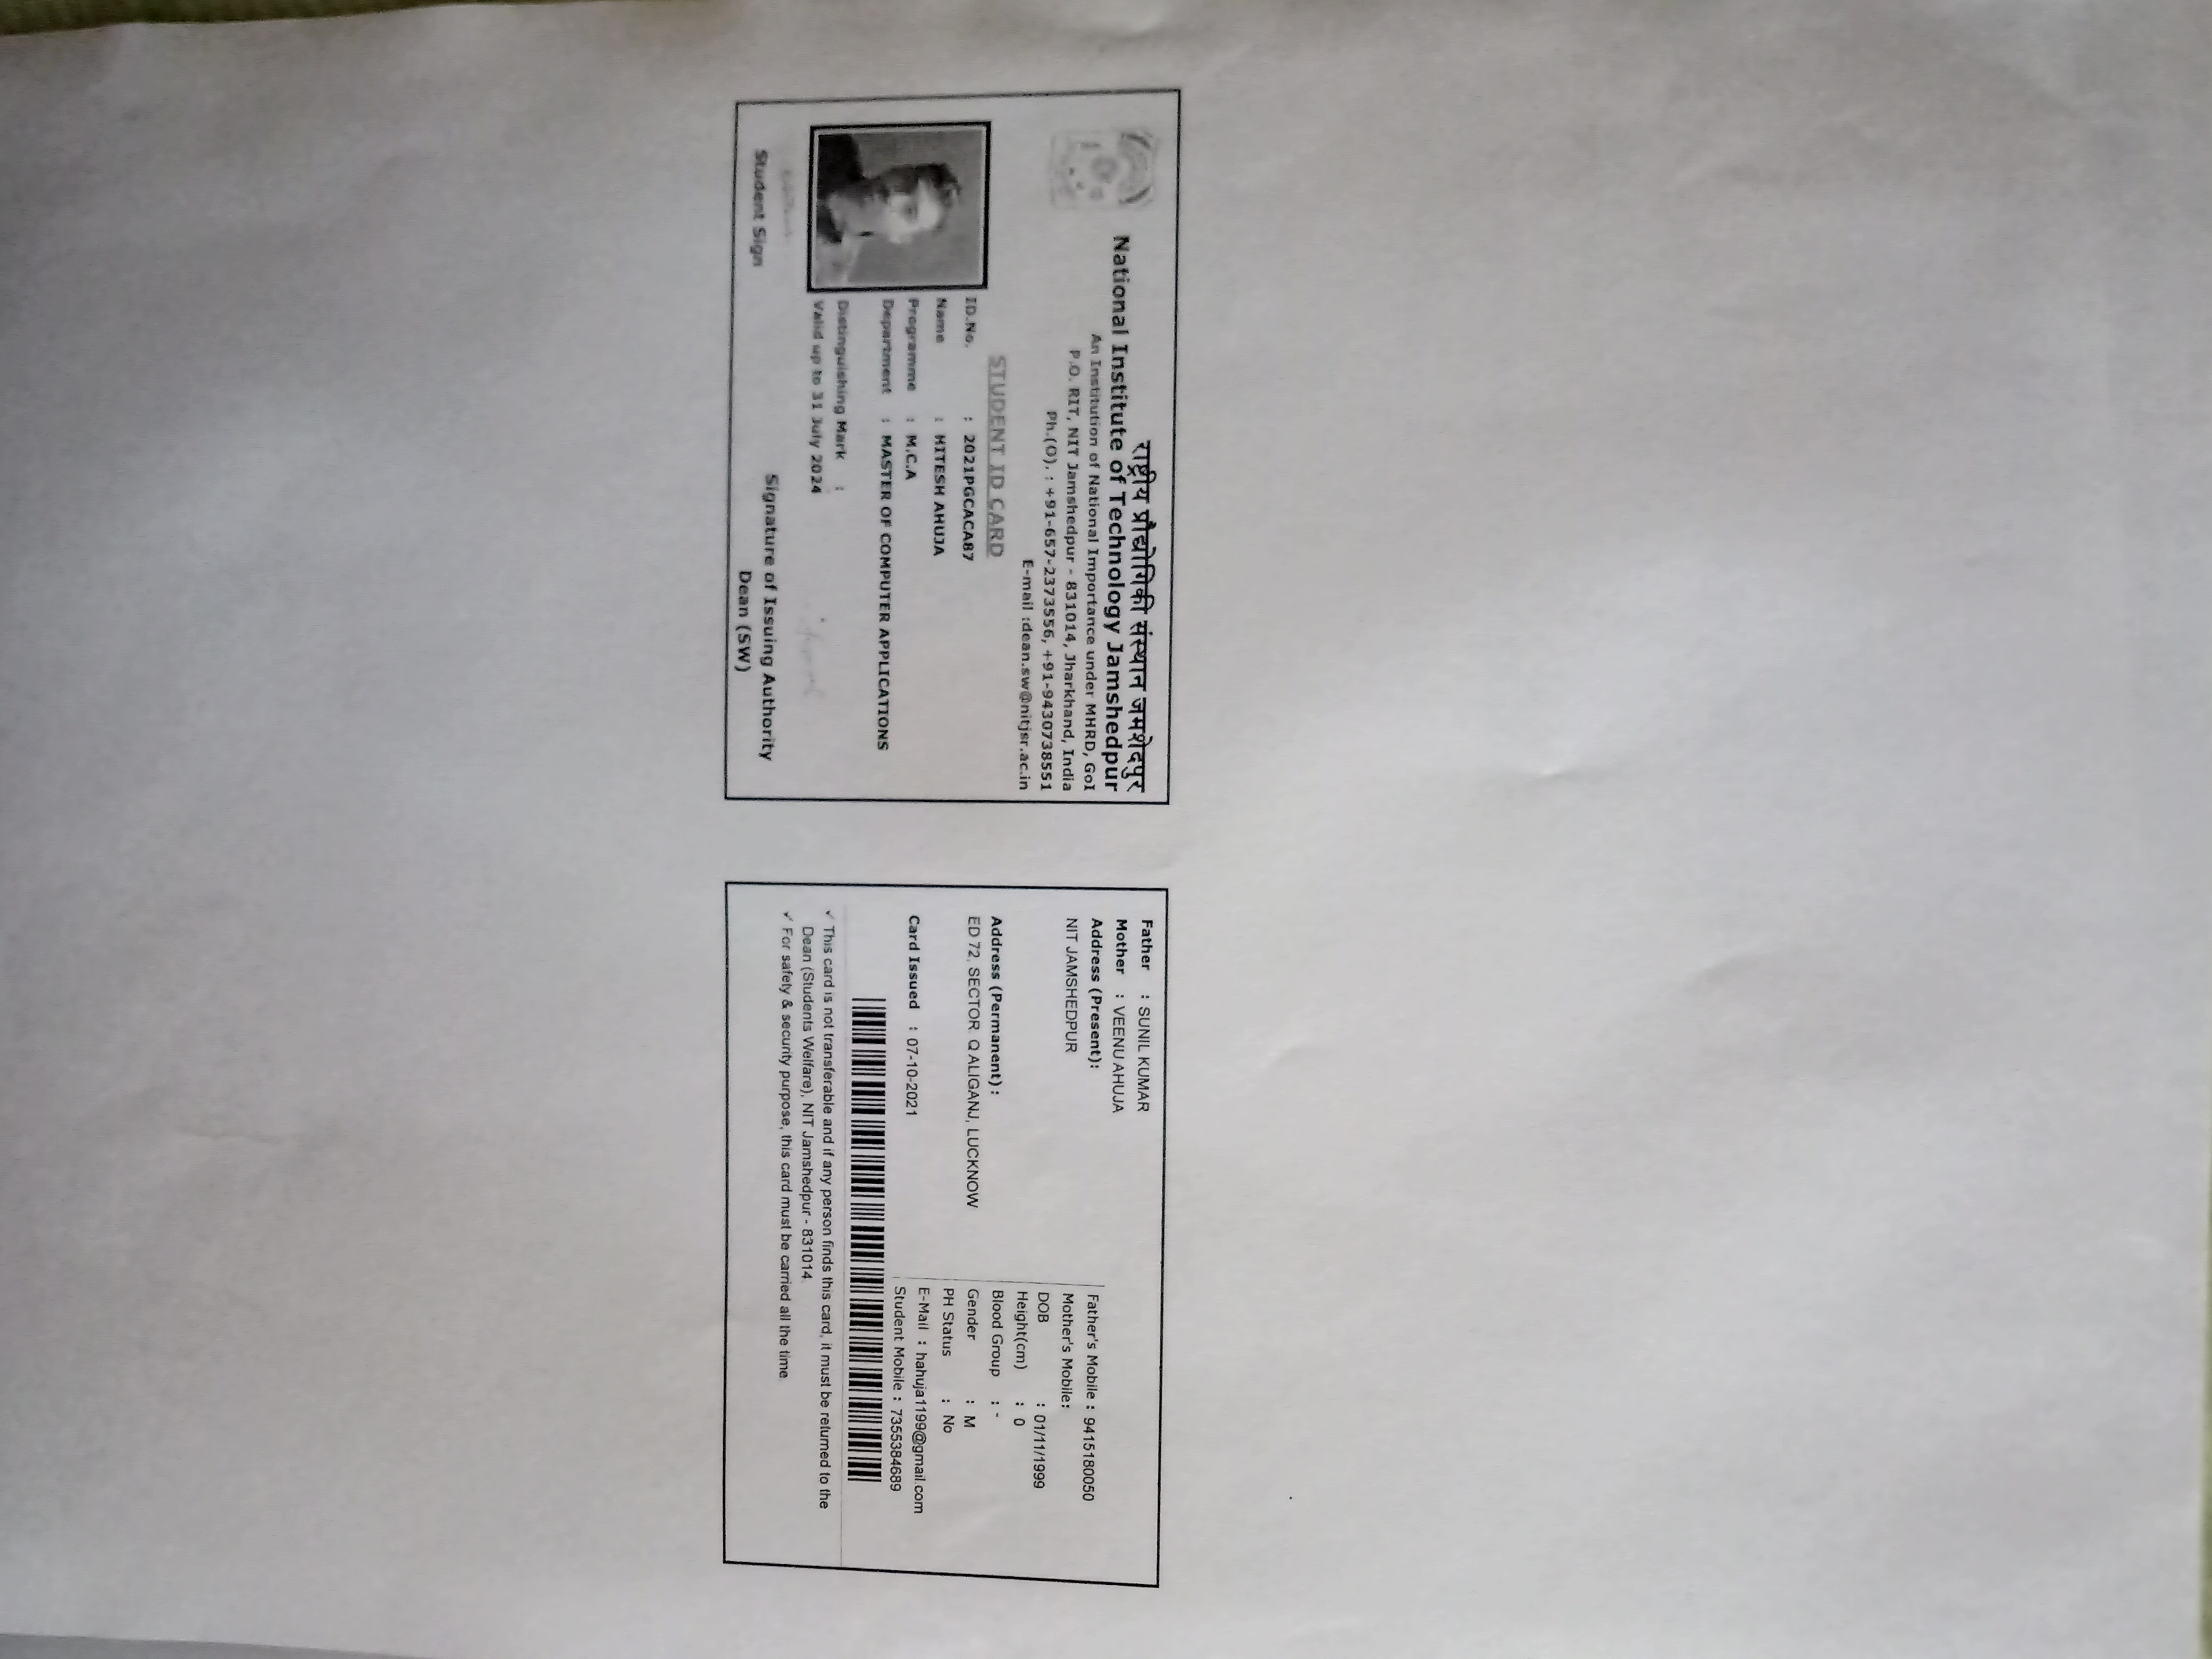 राष्ट्रीय प्रौद्योगिकी संस्थान जमशेदपुर
National Institute of Technology Jamshedpur
An Institution of National Importance under MHRD, GoI
P.O. RIT, NIT Jamshedpur - 831014, Jharkhand, India
Ph.(O). : +91-657-2373556, +91-9430738551
E-mail :dean.sw@nitjsr.ac.in
STUDENT ID CARD
ID.No. : 2021PGCACA87
Name : HITESH AHUJA
Programme : M.C.A
Department : MASTER OF COMPUTER APPLICATIONS
Distinguishing Mark :
Valid up to 31 July 2024
Student Sign
Signature of Issuing Authority
Dean (SW)
Father : SUNIL KUMAR
Mother : VEENU AHUJA
Address (Present):
NIT JAMSHEDPUR
Address (Permanent) :
ED 72, SECTOR Q ALIGANJ, LUCKNOW
Card Issued : 07-10-2021
Father's Mobile : 9415180050
Mother's Mobile:
DOB : 01/11/1999
Height(cm) : 0
Blood Group : -
Gender : M
PH Status : No
E-Mail : hahuja1199@gmail.com
Student Mobile : 7355384689
✓ This card is not transferable and if any person finds this card, it must be returned to the
Dean (Students Welfare), NIT Jamshedpur - 831014
✓ For safety & security purpose, this card must be carried all the time